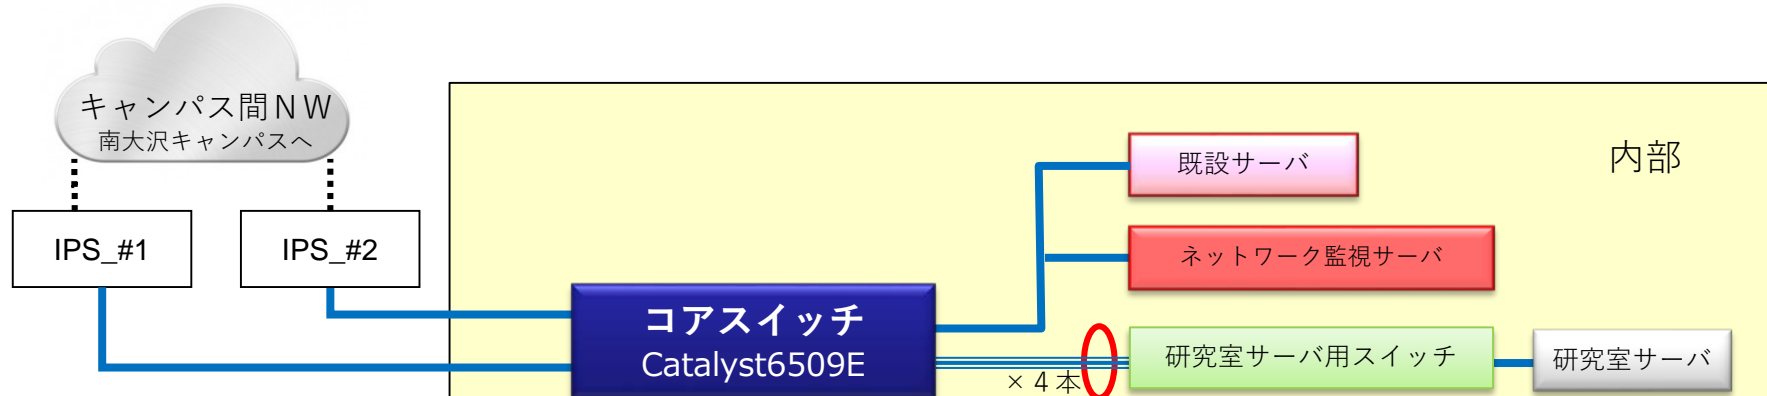 キャンパス間ＮＷ
南大沢キャンパスへ
IPS_#1
IPS_#2
内部
既設サーバ
ネットワーク監視サーバ
コアスイッチ
Catalyst6509E
×４本
研究室サーバ用スイッチ
研究室サーバ